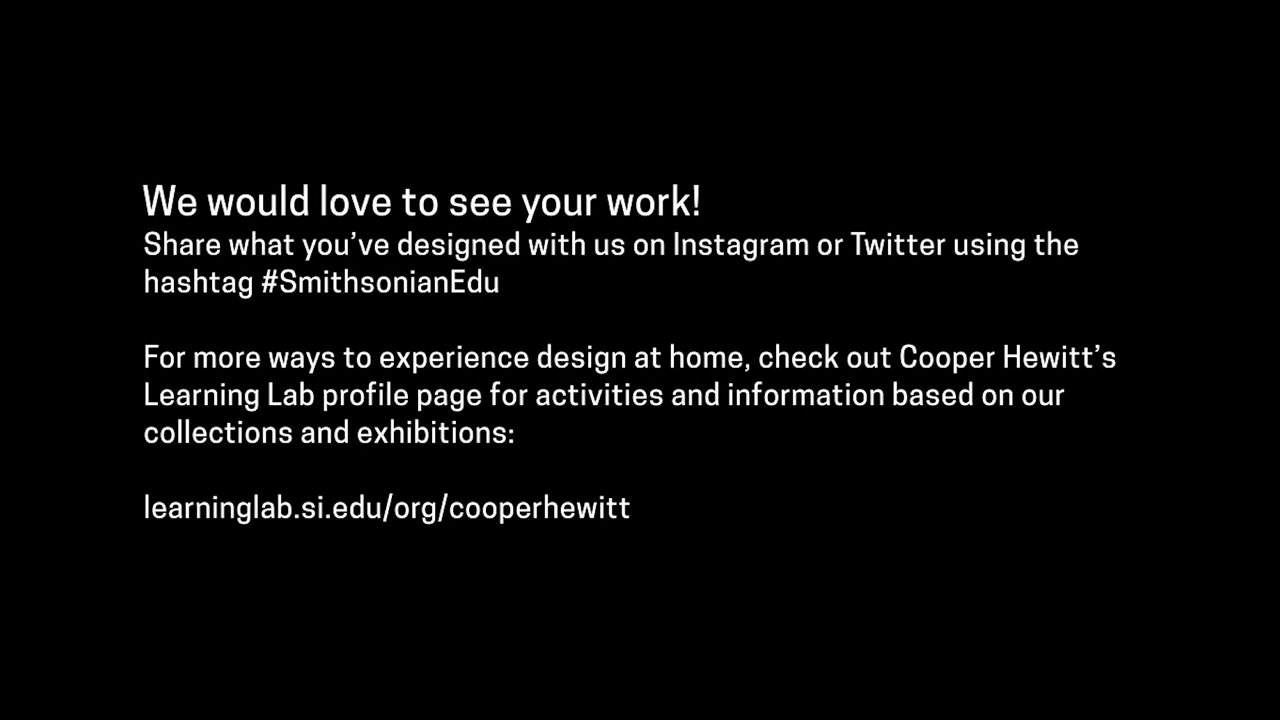 We would love to see your work!
Share what you’ve designed with us on Instagram or Twitter using the
hashtag #SmithsonianEdu
For more ways to experience design at home, check out Cooper Hewitt’s
Learning Lab profile page for activities and information based on our
collections and exhibitions:
learninglab.si.edu/org/cooperhewitt